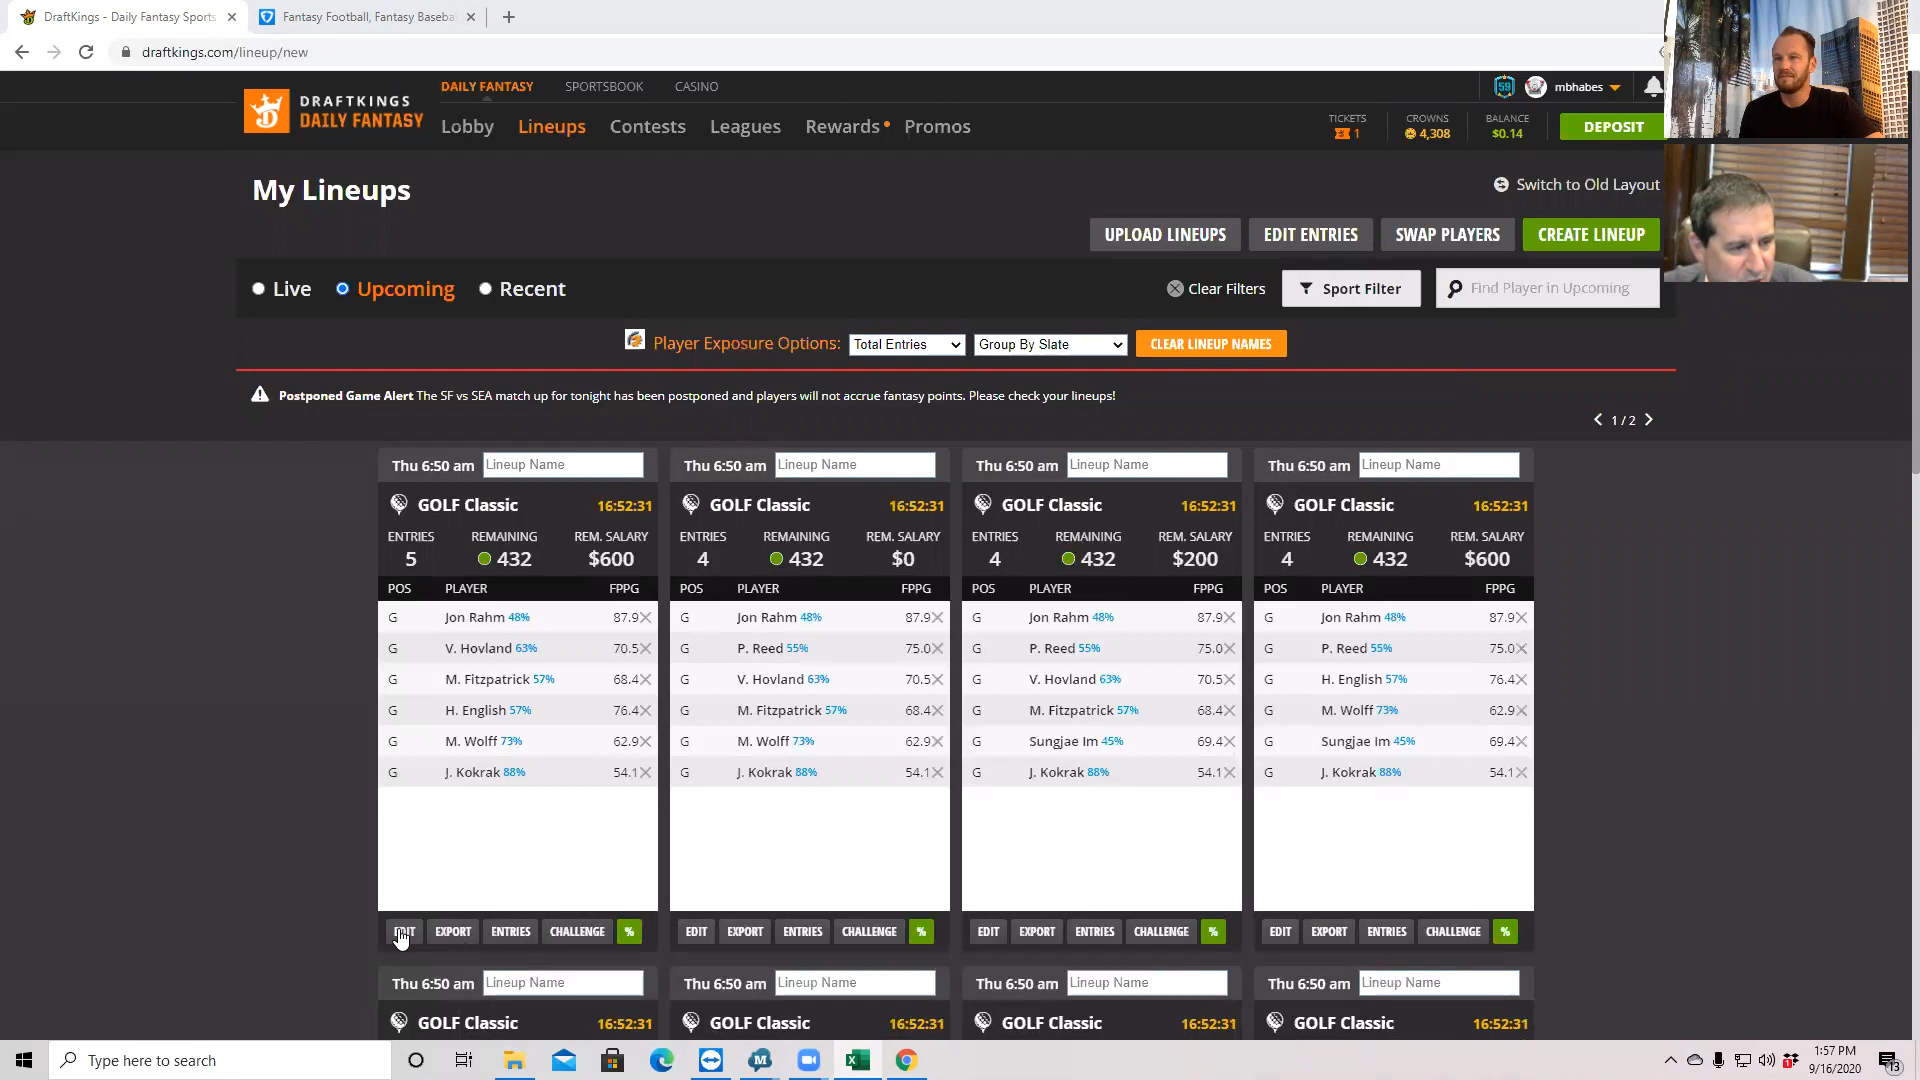 DraftKings - Daily Fantasy Sports
Fantasy Football, Fantasy Baseba
draftkings.com/lineup/new
DRAFTKINGS
DAILY FANTASY
DAILY FANTASY SPORTSBOOK CASINO
59 mbhabes
Lobby Lineups Contests Leagues Rewards Promos
TICKETS CROWNS BALANCE
1 4,308 $0.14
DEPOSIT
My Lineups
Switch to Old Layout
UPLOAD LINEUPS EDIT ENTRIES SWAP PLAYERS CREATE LINEUP
Live Upcoming Recent
Clear Filters Sport Filter Find Player in Upcoming
Player Exposure Options: Total Entries Group By Slate CLEAR LINEUP NAMES
Postponed Game Alert The SF vs SEA match up for tonight has been postponed and players will not accrue fantasy points. Please check your lineups!
1 / 2
Thu 6:50 am Lineup Name Thu 6:50 am Lineup Name Thu 6:50 am Lineup Name Thu 6:50 am Lineup Name
GOLF Classic 16:52:31 GOLF Classic 16:52:31 GOLF Classic 16:52:31 GOLF Classic 16:52:31
ENTRIES REMAINING REM. SALARY ENTRIES REMAINING REM. SALARY ENTRIES REMAINING REM. SALARY ENTRIES REMAINING REM. SALARY
5 432 $600 4 432 $0 4 432 $200 4 432 $600
POS PLAYER FPPG POS PLAYER FPPG POS PLAYER FPPG POS PLAYER FPPG
G Jon Rahm 48% 87.9 G Jon Rahm 48% 87.9 G Jon Rahm 48% 87.9 G Jon Rahm 48% 87.9
G V. Hovland 63% 70.5 G P. Reed 55% 75.0 G P. Reed 55% 75.0 G P. Reed 55% 75.0
G M. Fitzpatrick 57% 68.4 G V. Hovland 63% 70.5 G V. Hovland 63% 70.5 G H. English 57% 76.4
G H. English 57% 76.4 G M. Fitzpatrick 57% 68.4 G M. Fitzpatrick 57% 68.4 G M. Wolff 73% 62.9
G M. Wolff 73% 62.9 G M. Wolff 73% 62.9 G Sungjae Im 45% 69.4 G Sungjae Im 45% 69.4
G J. Kokrak 88% 54.1 G J. Kokrak 88% 54.1 G J. Kokrak 88% 54.1 G J. Kokrak 88% 54.1
EDIT EXPORT ENTRIES CHALLENGE % EDIT EXPORT ENTRIES CHALLENGE % EDIT EXPORT ENTRIES CHALLENGE % EDIT EXPORT ENTRIES CHALLENGE %
Thu 6:50 am Lineup Name Thu 6:50 am Lineup Name Thu 6:50 am Lineup Name Thu 6:50 am Lineup Name
GOLF Classic 16:52:31 GOLF Classic 16:52:31 GOLF Classic 16:52:31 GOLF Classic 16:52:31
Type here to search
1:57 PM
9/16/2020
13